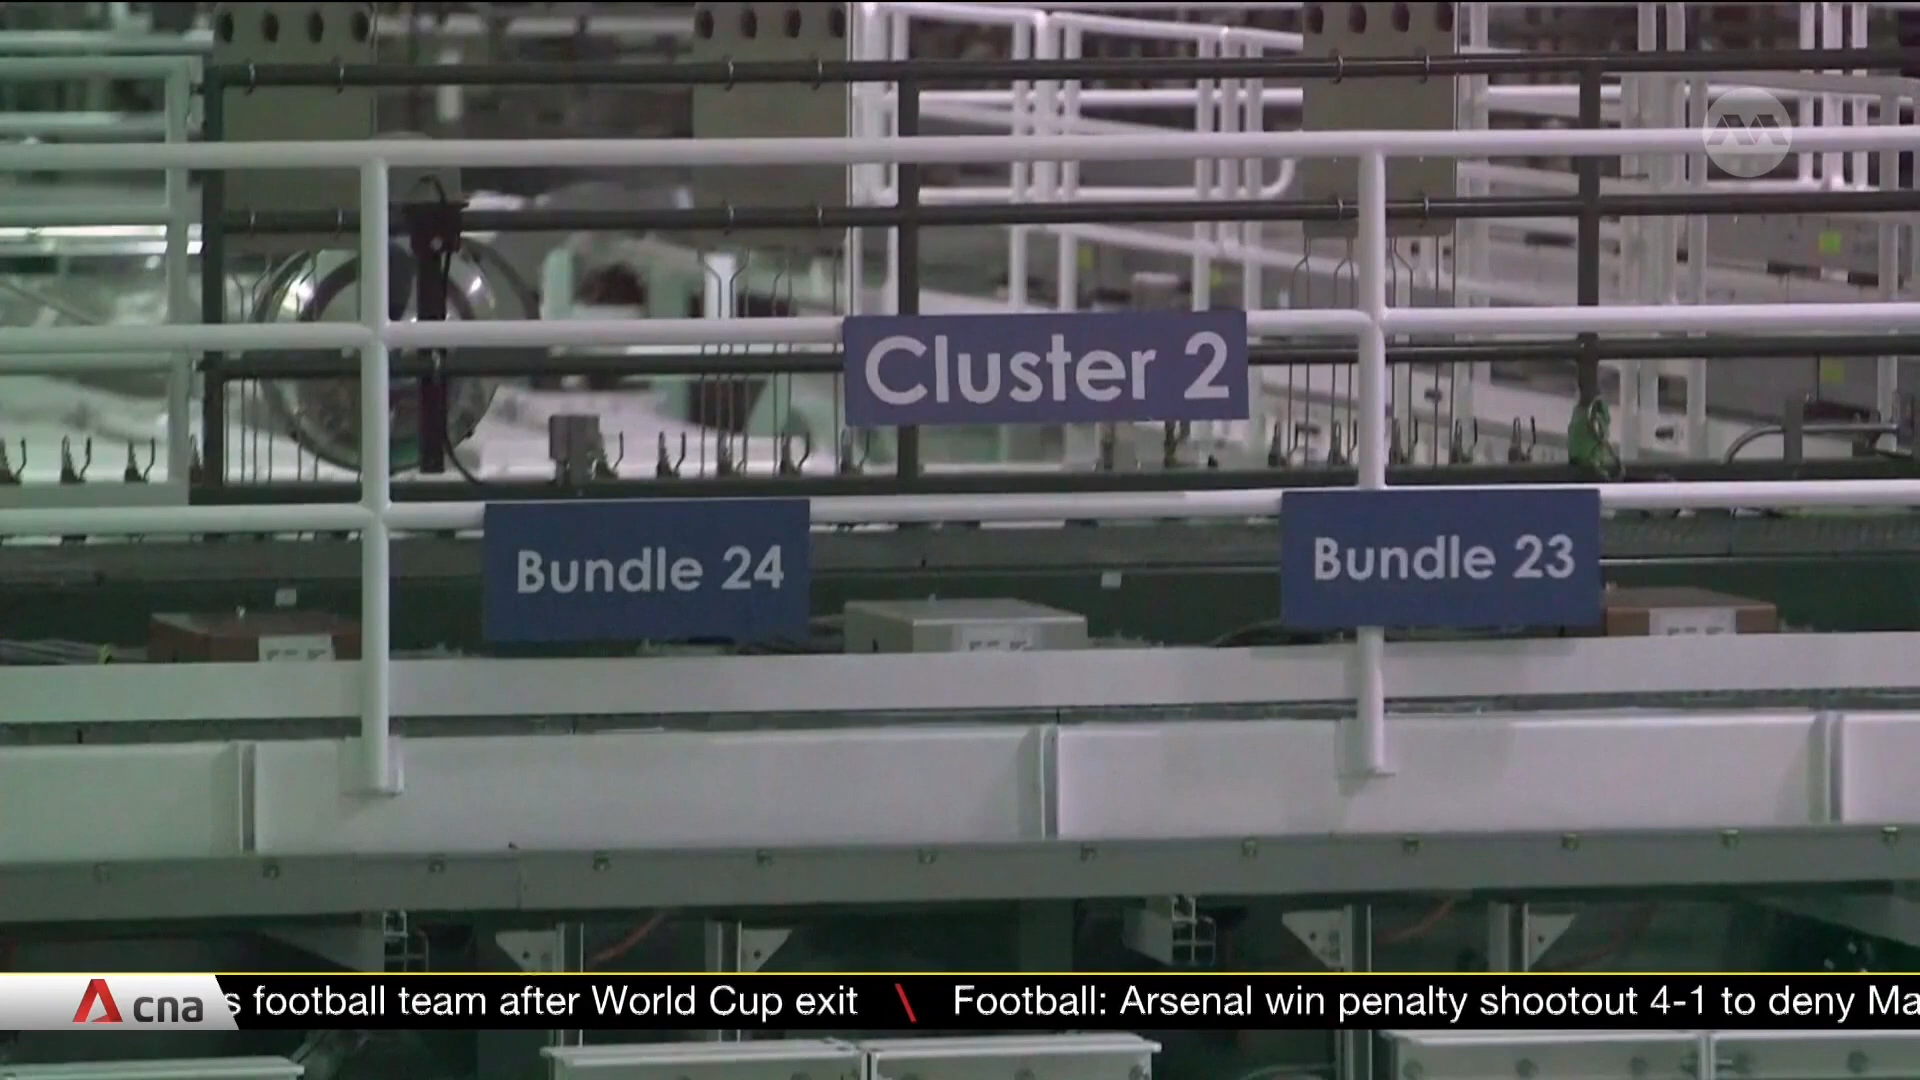 Cluster 2
Bundle 24
Bundle 23
cna
s football team after World Cup exit \ Football: Arsenal win penalty shootout 4-1 to deny Ma